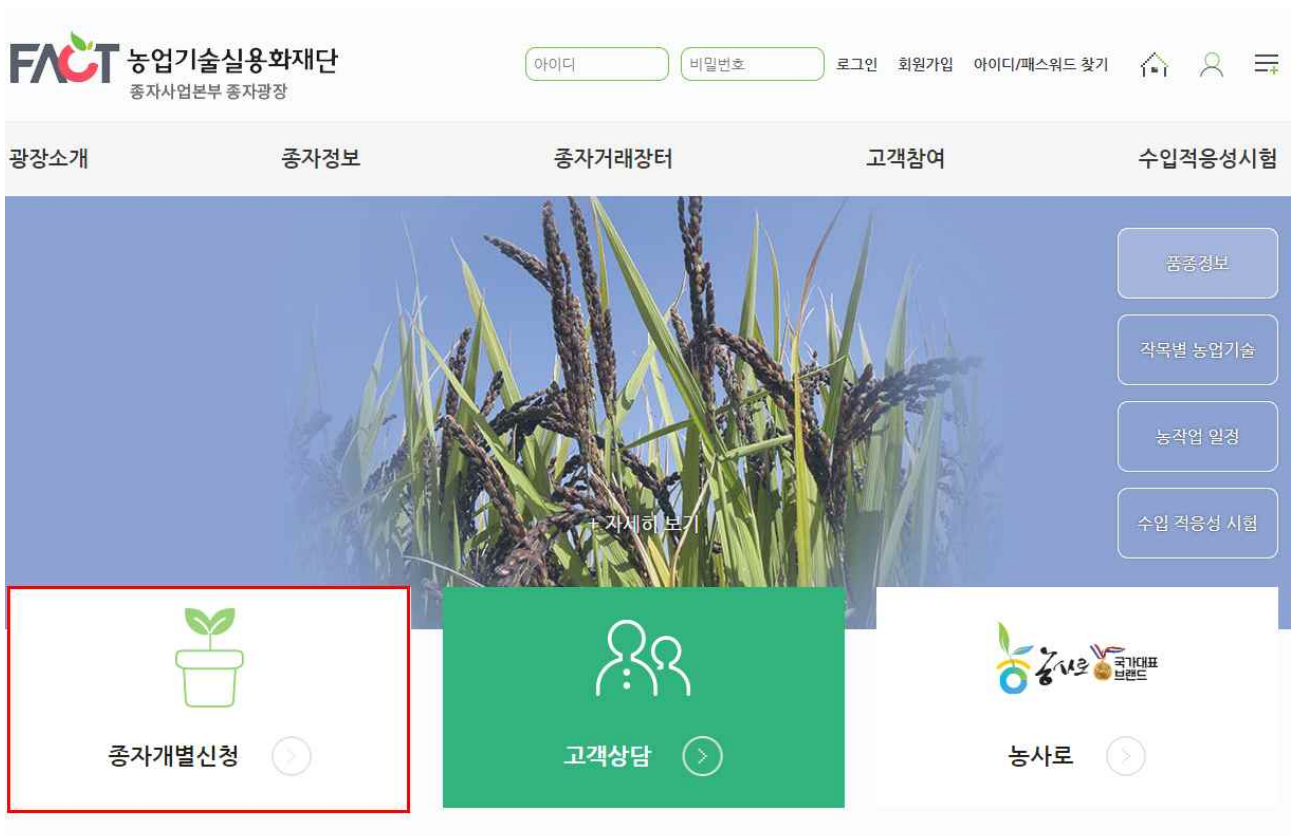 FACT 농업기술실용화재단
종자사업본부 종자광장
아이디 비밀번호 로그인 회원가입 아이디/패스워드 찾기
광장소개 종자정보 종자거래장터 고객참여 수입적응성시험
품종정보
작목별 농업기술
농작업 일정
수입 적응성 시험
+ 자세히 보기
종자개별신청
고객상담
농사로 국가대표
브랜드
농사로